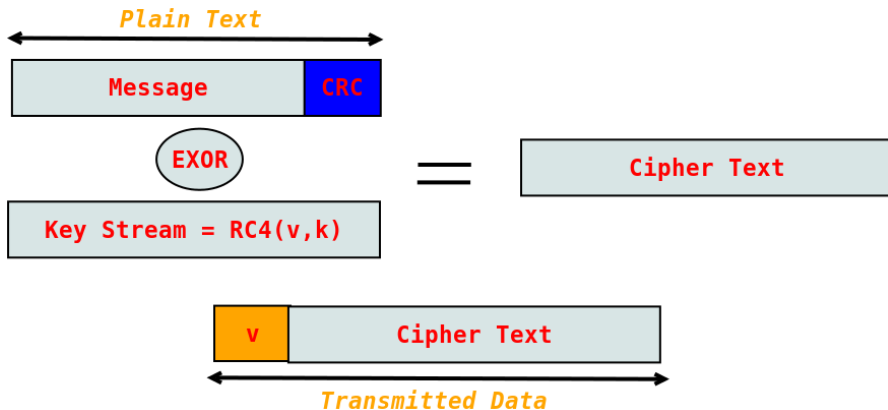 Plain Text
Message CRC
EXOR
=
Cipher Text
Key Stream = RC4(v,k)
v Cipher Text
Transmitted Data